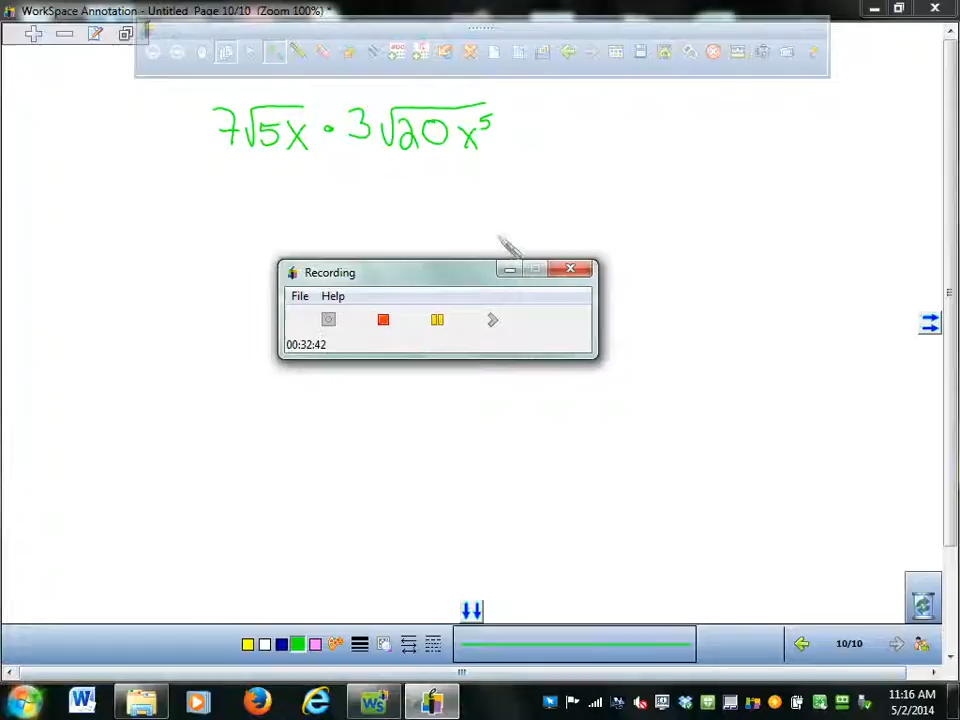 WorkSpace Annotation - Untitled Page 10/10 (Zoom 100%) *
7√5x · 3√20x⁵
Recording
File Help
00:32:42
10/10
11:16 AM
5/2/2014